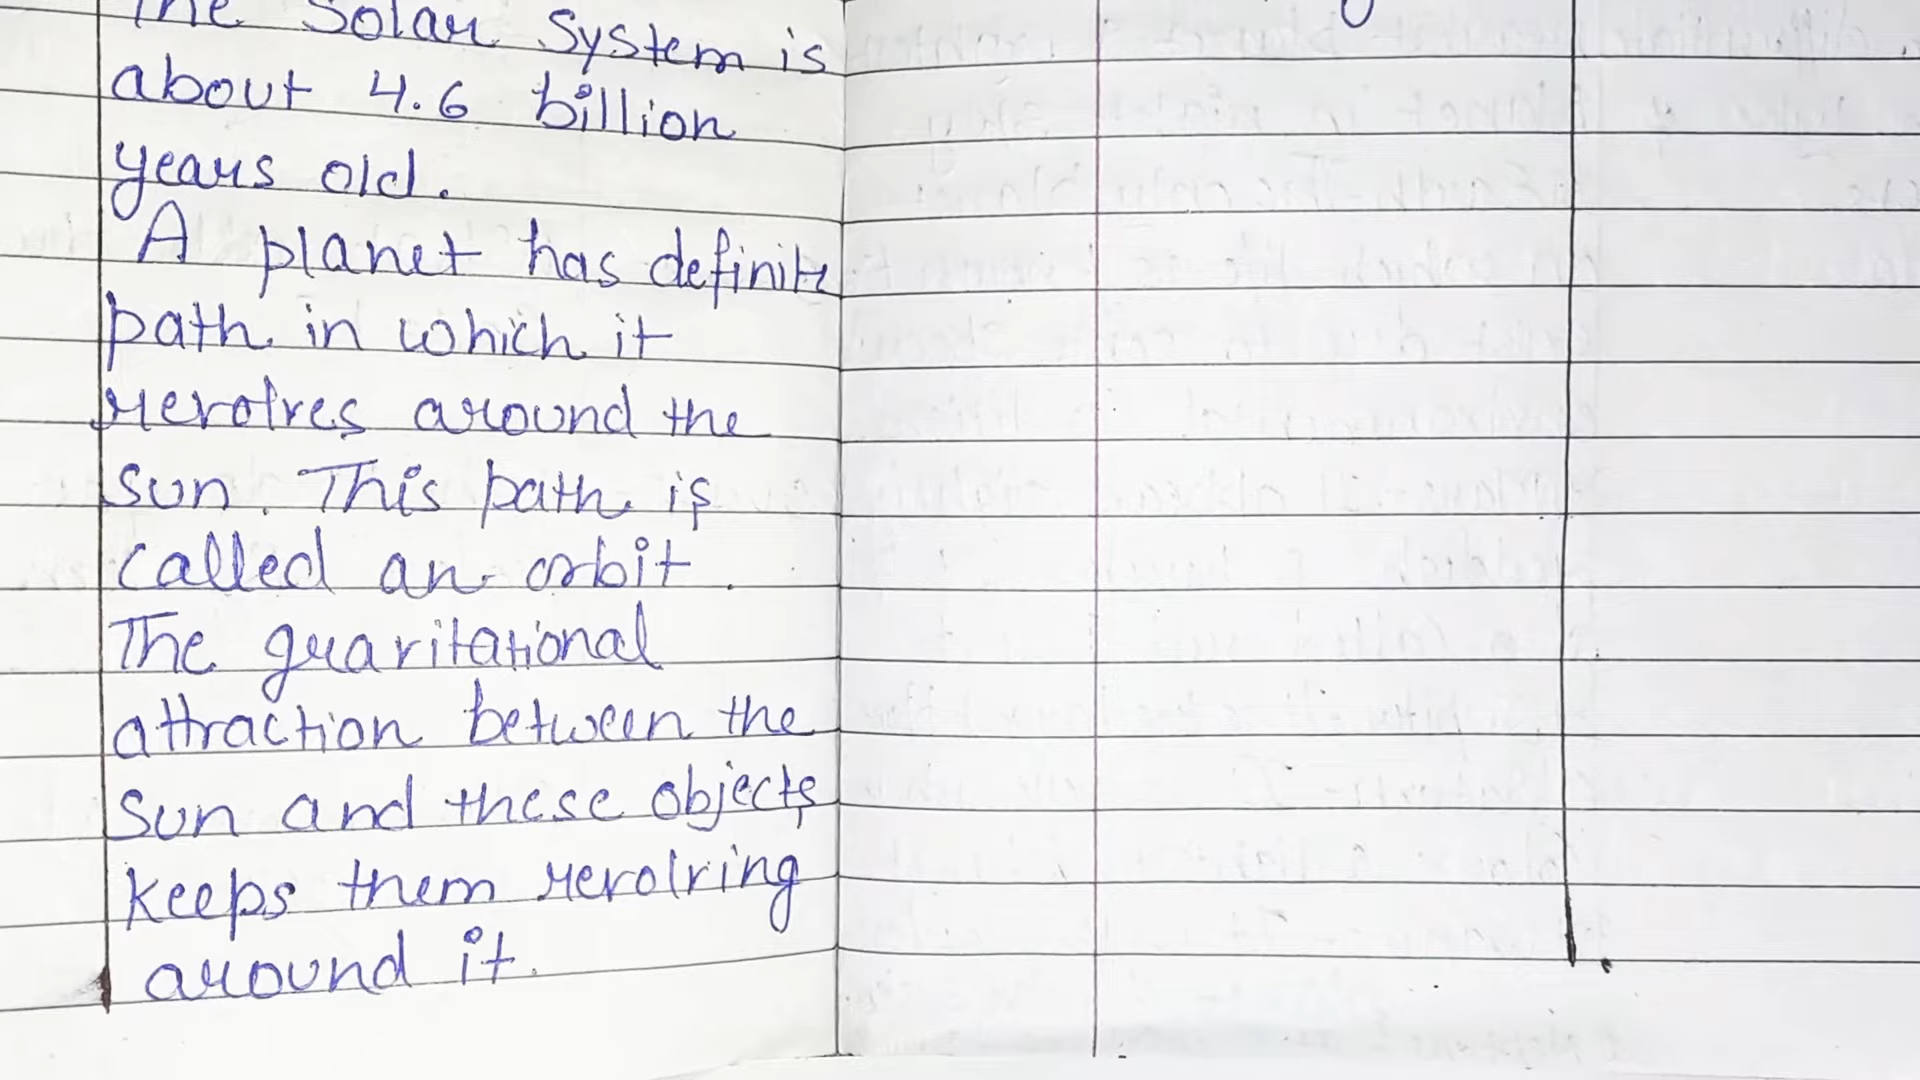 The Solar System is
about 4.6 billion
years old.
A planet has definite
path in which it
revolves around the
sun. This path is
called an orbit.
The gravitational
attraction between the
Sun and these objects
keeps them revolving
around it.